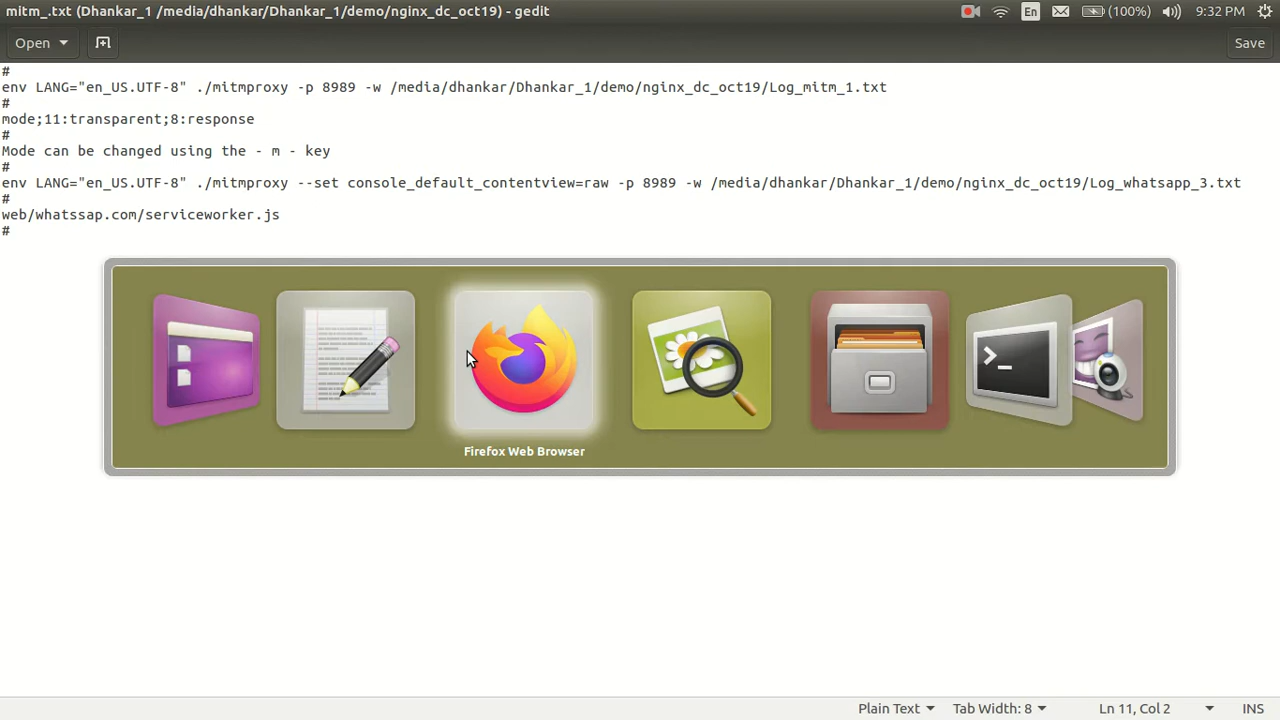 mitm_.txt (Dhankar_1 /media/dhankar/Dhankar_1/demo/nginx_dc_oct19) - gedit
En
(100%)
9:32 PM
Open
Save
#
env LANG="en_US.UTF-8" ./mitmproxy -p 8989 -w /media/dhankar/Dhankar_1/demo/nginx_dc_oct19/Log_mitm_1.txt
#
mode;11:transparent;8:response
#
Mode can be changed using the - m - key
#
env LANG="en_US.UTF-8" ./mitmproxy --set console_default_contentview=raw -p 8989 -w /media/dhankar/Dhankar_1/demo/nginx_dc_oct19/Log_whatsapp_3.txt
#
web/whatssap.com/serviceworker.js
#
Firefox Web Browser
Plain Text
Tab Width: 8
Ln 11, Col 2
INS